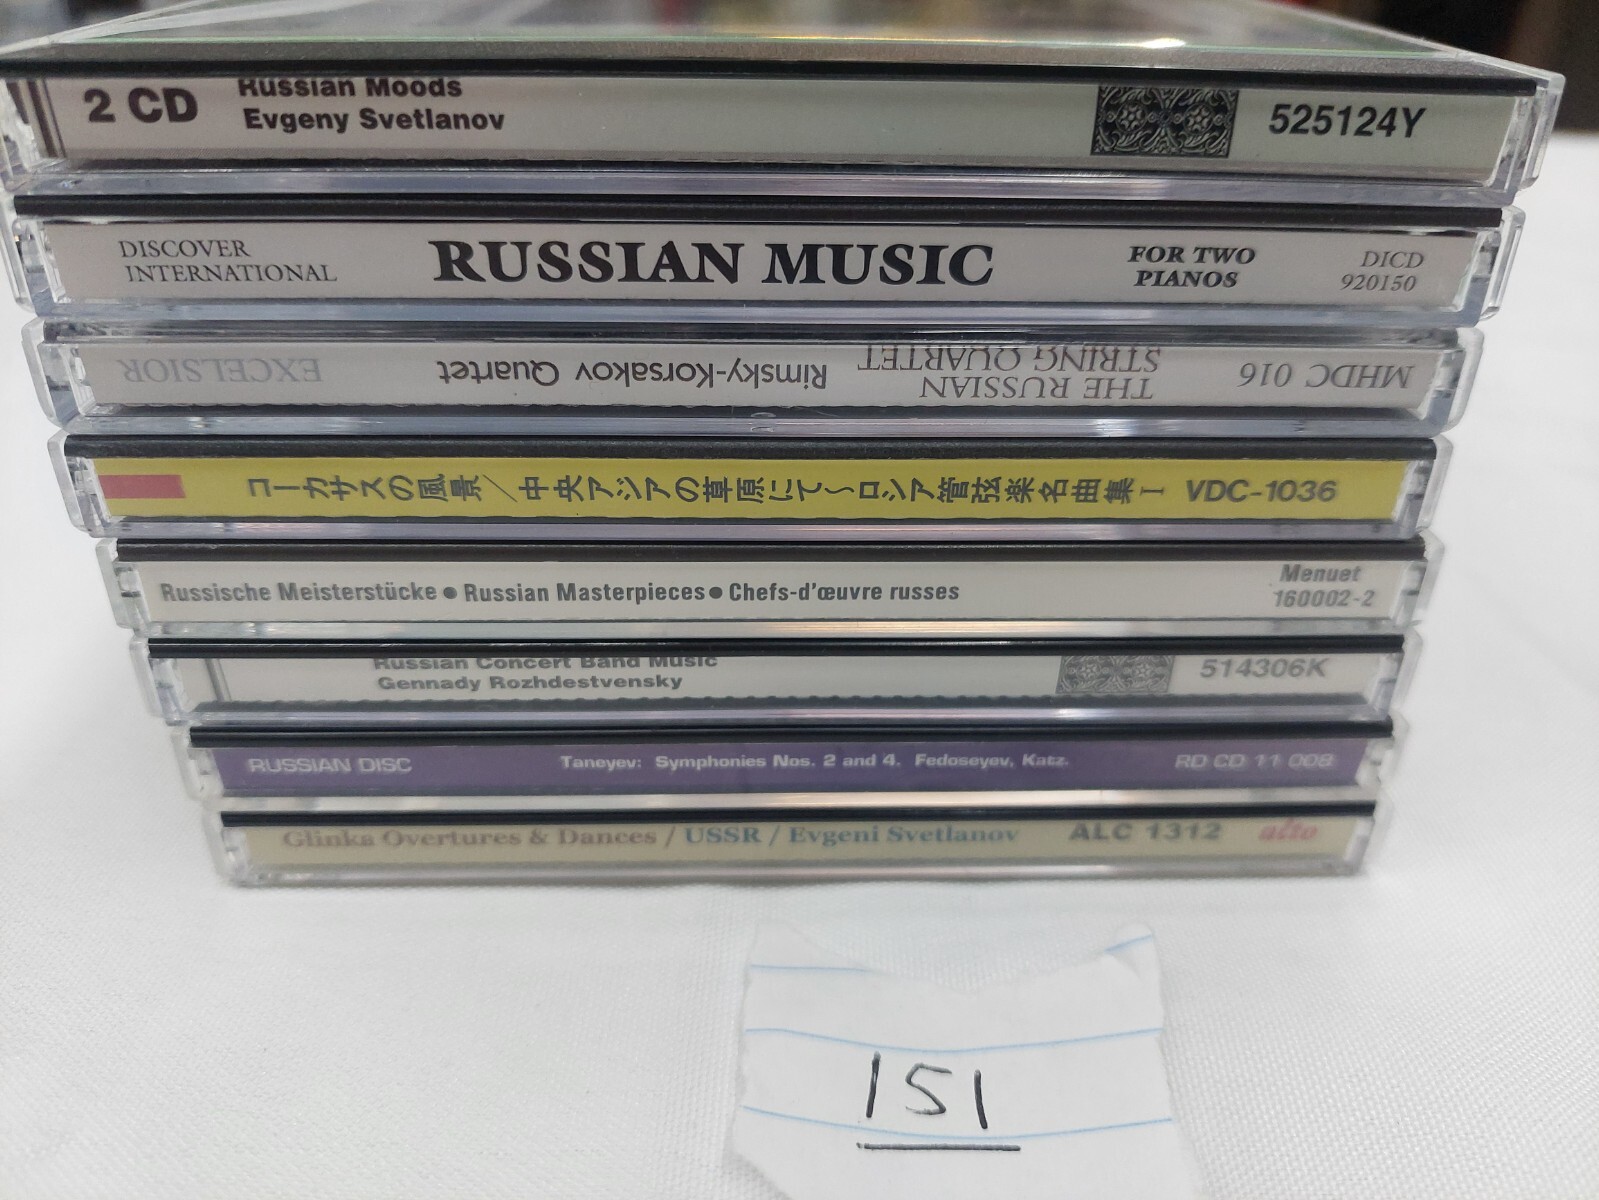 2 CD
Russian Moods
Evgeny Svetlanov
525124Y
DISCOVER
INTERNATIONAL
RUSSIAN MUSIC
FOR TWO
PIANOS
DICD
920150
MHDC 016
THE RUSSIAN
STRING QUARTET
Rimsky-Korsakov Quartet
EXCELSIOR
コーカサスの風景／中央アジアの草原にて～ロシア管弦楽名曲集 I VDC-1036
Russische Meisterstücke ● Russian Masterpieces ● Chefs-d'œuvre russes
Menuet
160002-2
Russian Concert Band Music
Gennady Rozhdestvensky
514306K
RUSSIAN DISC
Taneyev: Symphonies Nos. 2 and 4. Fedoseyev, Katz.
RD CD 11 008
Glinka Overtures & Dances / USSR / Evgeni Svetlanov
ALC 1312
alto
151